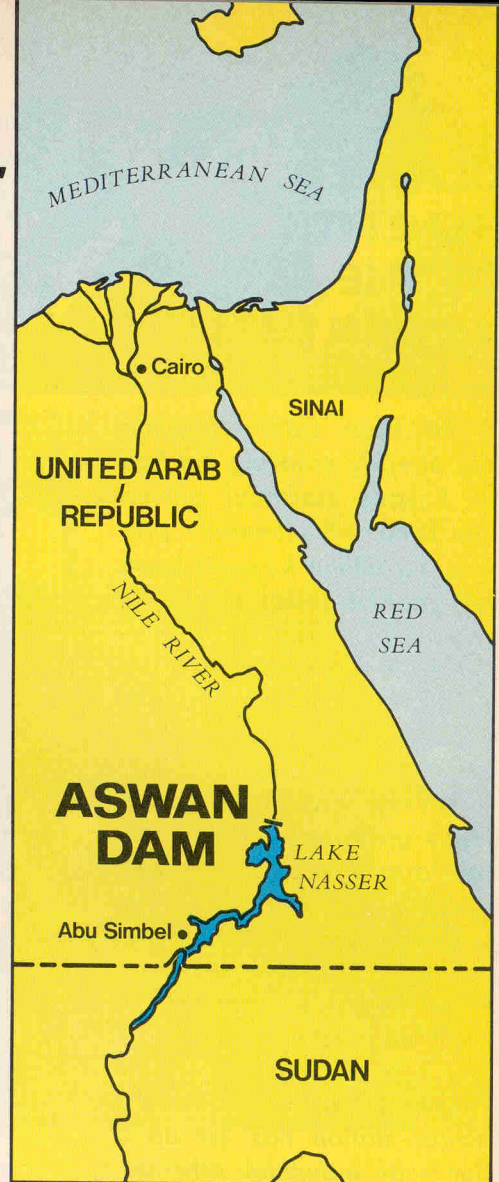 MEDITERRANEAN SEA
Cairo
SINAI
UNITED ARAB
REPUBLIC
NILE RIVER
RED
SEA
ASWAN
DAM
LAKE
NASSER
Abu Simbel
SUDAN